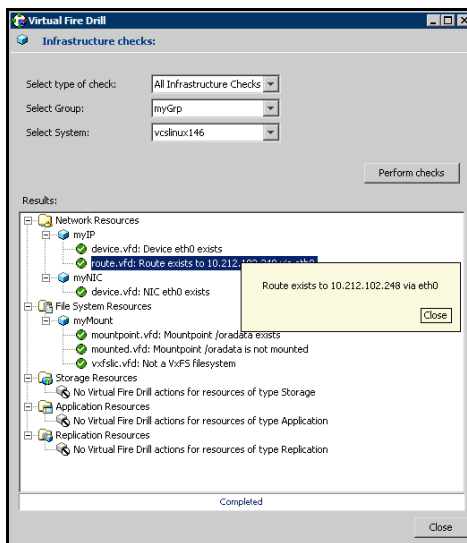 Virtual Fire Drill
Infrastructure checks:
Select type of check: All Infrastructure Checks
Select Group: myGrp
Select System: vcslinux146
Perform checks
Results:
Network Resources
myIP
device.vfd: Device eth0 exists
route.vfd: Route exists to 10.212.102.248 via eth0
myNIC
device.vfd: NIC eth0 exists
Route exists to 10.212.102.248 via eth0
Close
File System Resources
myMount
mountpoint.vfd: Mountpoint /oradata exists
mounted.vfd: Mountpoint /oradata is not mounted
vxfslic.vfd: Not a VxFS filesystem
Storage Resources
No Virtual Fire Drill actions for resources of type Storage
Application Resources
No Virtual Fire Drill actions for resources of type Application
Replication Resources
No Virtual Fire Drill actions for resources of type Replication
Completed
Close